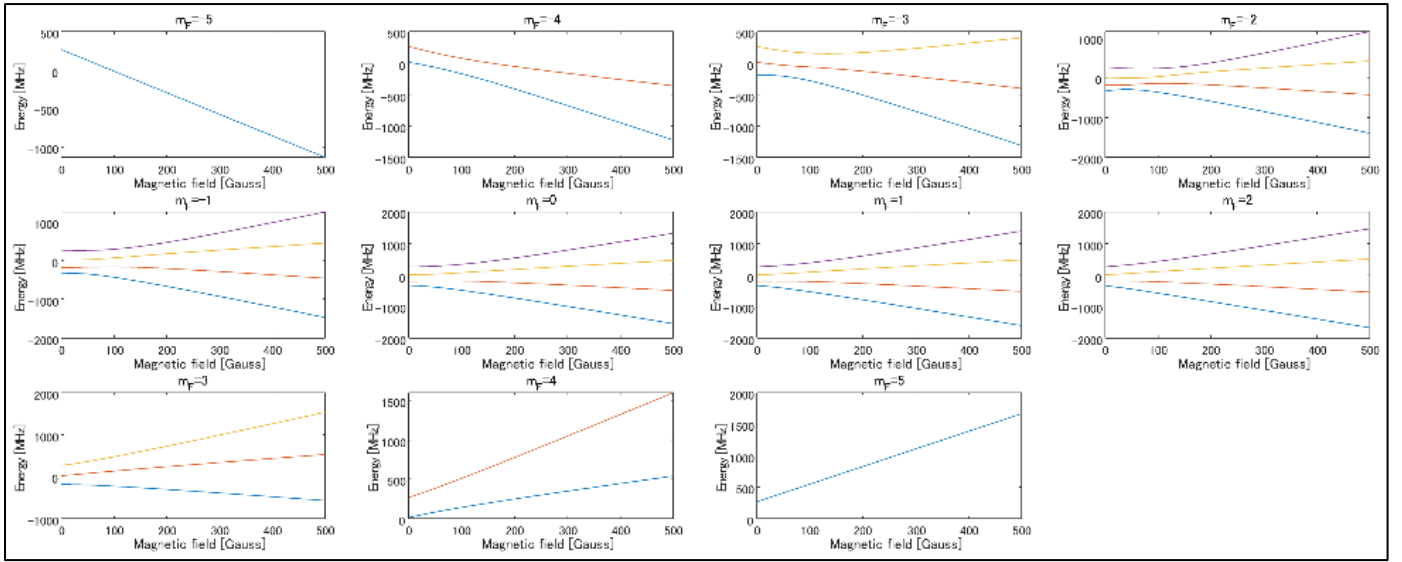 m_F=-5
m_F=-4
m_F=-3
m_F=-2
500
0
-500
-1000
500
0
-500
-1000
-1500
500
0
-500
-1000
-1500
1000
0
-1000
-2000
Energy [MHz]
Energy [MHz]
Energy [MHz]
Energy [MHz]
0 100 200 300 400 500
0 100 200 300 400 500
0 100 200 300 400 500
0 100 200 300 400 500
Magnetic field [Gauss]
Magnetic field [Gauss]
Magnetic field [Gauss]
Magnetic field [Gauss]
m_F=-1
m_F=0
m_F=1
m_F=2
1000
0
-1000
-2000
2000
1000
0
-1000
-2000
2000
1000
0
-1000
-2000
2000
1000
0
-1000
-2000
Energy [MHz]
Energy [MHz]
Energy [MHz]
Energy [MHz]
0 100 200 300 400 500
0 100 200 300 400 500
0 100 200 300 400 500
0 100 200 300 400 500
Magnetic field [Gauss]
Magnetic field [Gauss]
Magnetic field [Gauss]
Magnetic field [Gauss]
m_F=3
m_F=4
m_F=5
2000
1000
0
-1000
1500
1000
500
0
2000
1500
1000
500
0
Energy [MHz]
Energy [MHz]
Energy [MHz]
0 100 200 300 400 500
0 100 200 300 400 500
0 100 200 300 400 500
Magnetic field [Gauss]
Magnetic field [Gauss]
Magnetic field [Gauss]